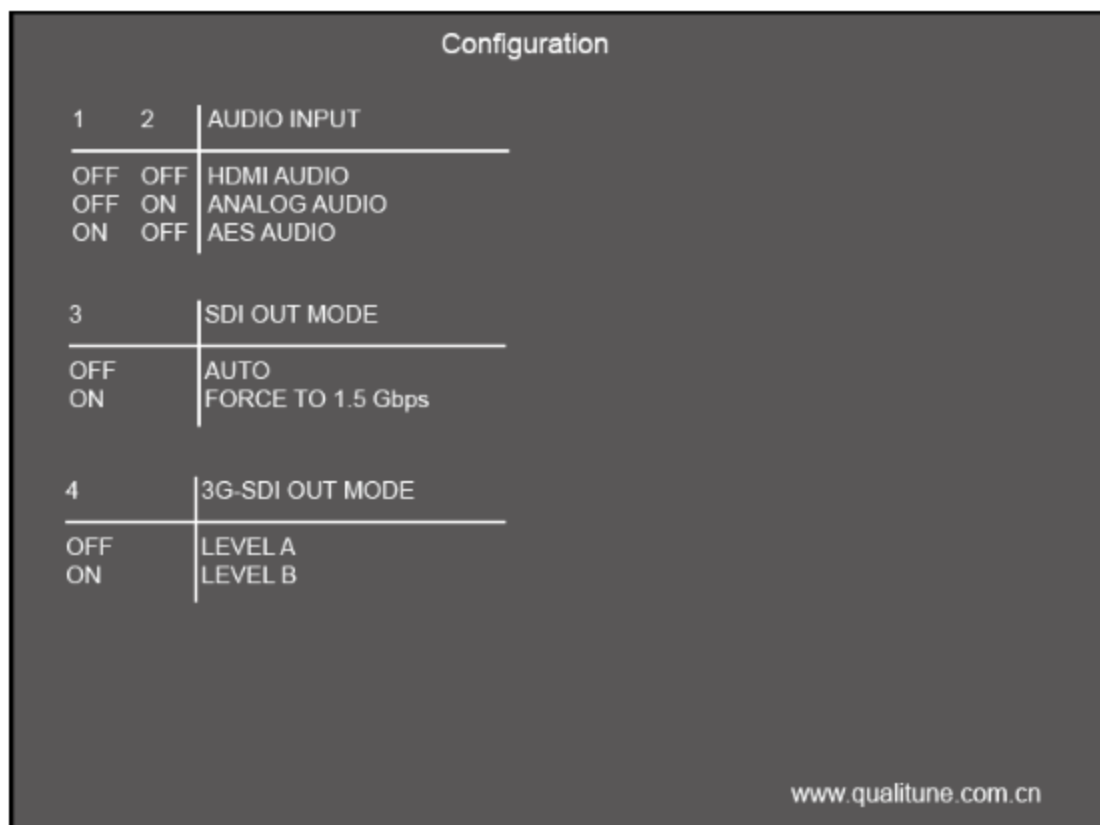 Configuration
1 2 AUDIO INPUT
OFF OFF HDMI AUDIO
OFF ON ANALOG AUDIO
ON OFF AES AUDIO
3 SDI OUT MODE
OFF AUTO
ON FORCE TO 1.5 Gbps
4 3G-SDI OUT MODE
OFF LEVEL A
ON LEVEL B
www.qualitune.com.cn